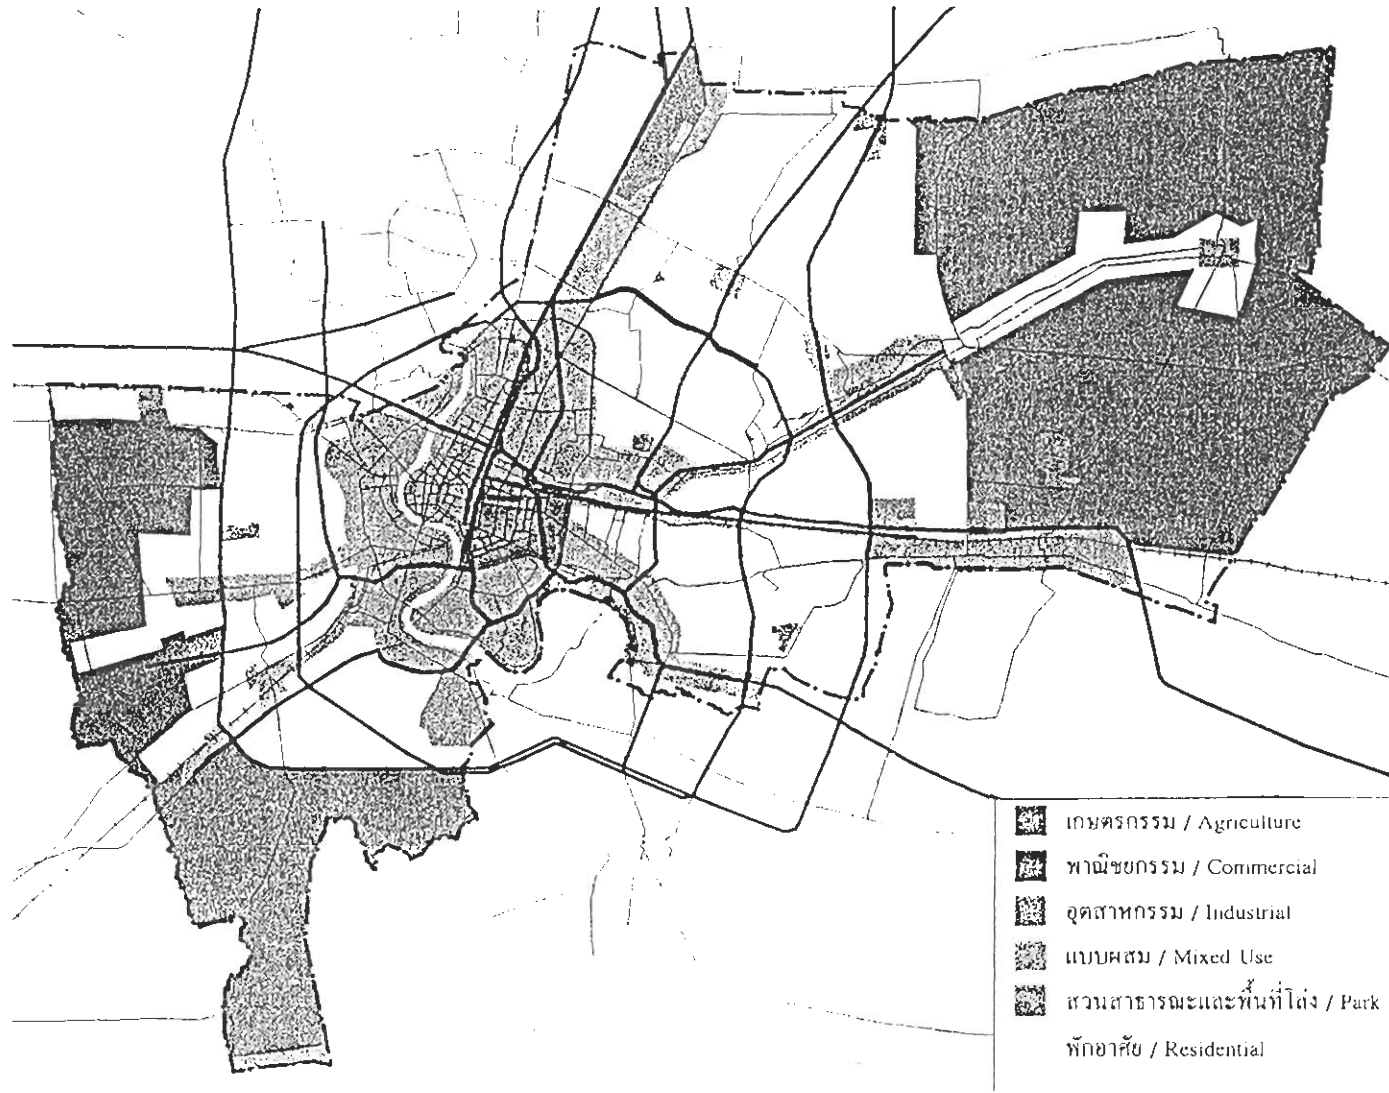 เกษตรกรรม / Agriculture
พาณิชยกรรม / Commercial
อุตสาหกรรม / Industrial
แบบผสม / Mixed Use
สวนสาธารณะและพื้นที่โล่ง / Park
พักอาศัย / Residential